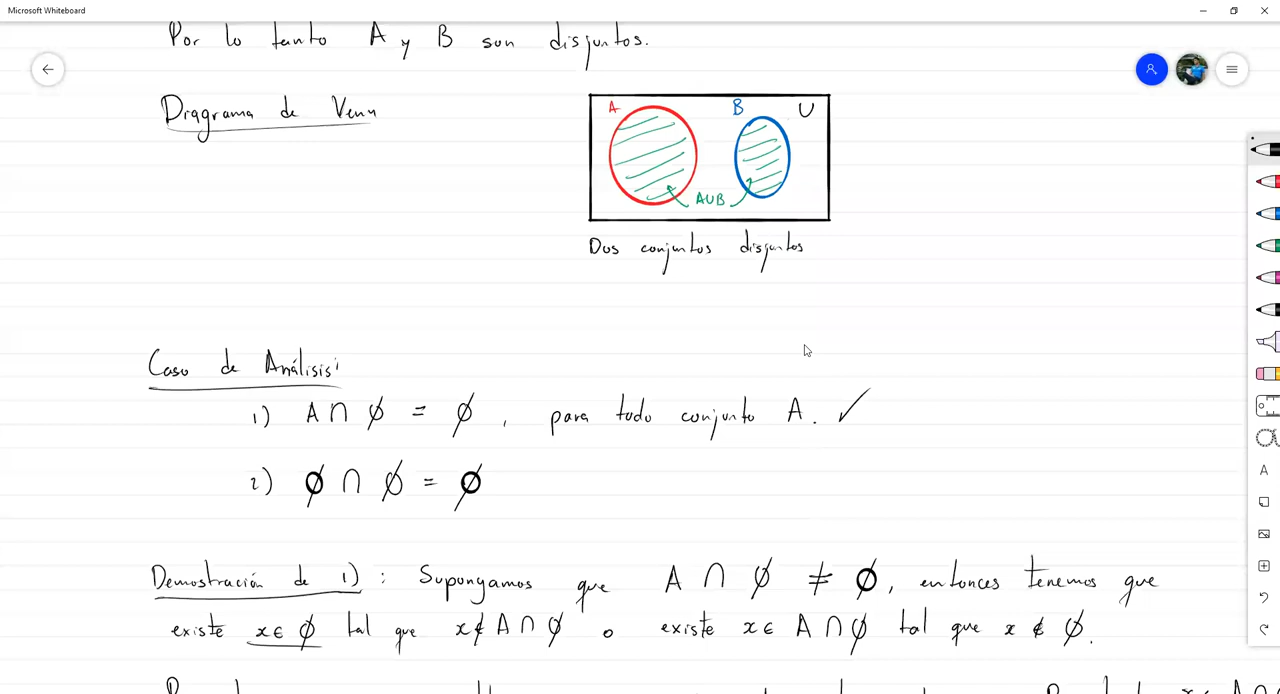 Microsoft Whiteboard
Por lo tanto A y B son disjuntos.
Diagrama de Venn
A B U
A∪B
Dos conjuntos disjuntos
Caso de Análisis:
1) A ∩ ∅ = ∅, para todo conjunto A. ✓
2) ∅ ∩ ∅ = ∅
Demostración de 1): Supongamos que A ∩ ∅ ≠ ∅, entonces tenemos que
existe x ∈ ∅ tal que x ∉ A ∩ ∅ o existe x ∈ A ∩ ∅ tal que x ∉ ∅.